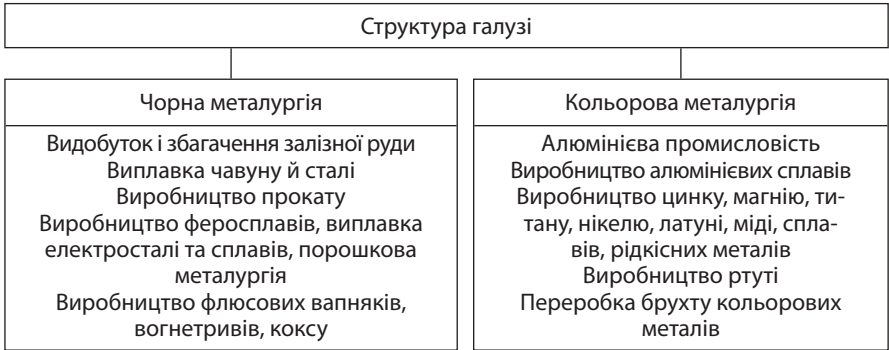 Структура галузі
Чорна металургія
Видобуток і збагачення залізної руди
Виплавка чавуну й сталі
Виробництво прокату
Виробництво феросплавів, виплавка
електросталі та сплавів, порошкова
металургія
Виробництво флюсових вапняків,
вогнетривів, коксу
Кольорова металургія
Алюмінієва промисловість
Виробництво алюмінієвих сплавів
Виробництво цинку, магнію, ти-
тану, нікелю, латуні, міді, спла-
вів, рідкісних металів
Виробництво ртуті
Переробка брухту кольорових
металів